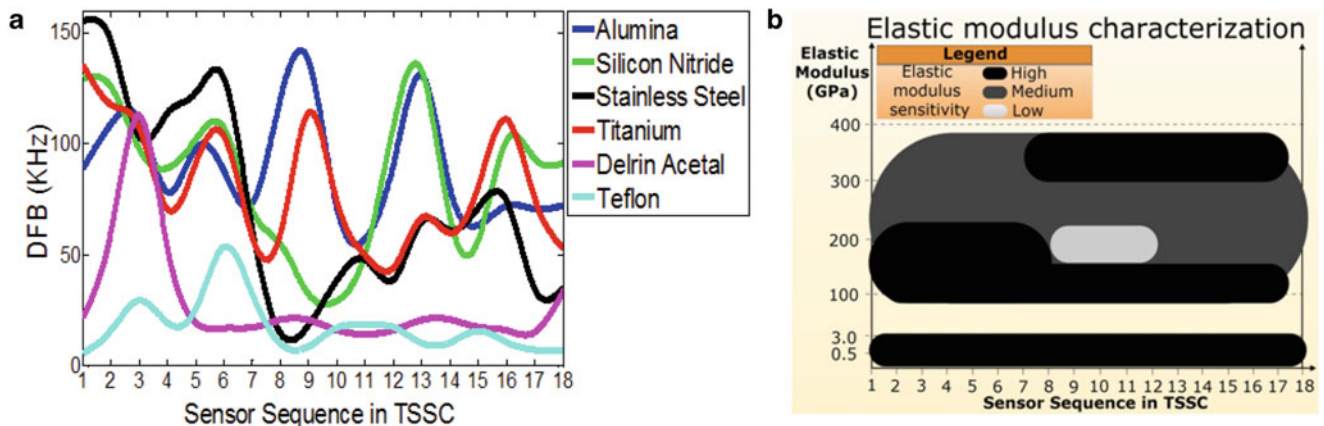 a
150
100
50
0
DFB (KHz)
1 2 3 4 5 6 7 8 9 10 11 12 13 14 15 16 17 18
Sensor Sequence in TSSC
Alumina
Silicon Nitride
Stainless Steel
Titanium
Delrin Acetal
Teflon
b
Elastic modulus characterization
Elastic
Modulus
(GPa)
Legend
Elastic
modulus
sensitivity
High
Medium
Low
400
300
200
100
3.0
0.5
1 2 3 4 5 6 7 8 9 10 11 12 13 14 15 16 17 18
Sensor Sequence in TSSC